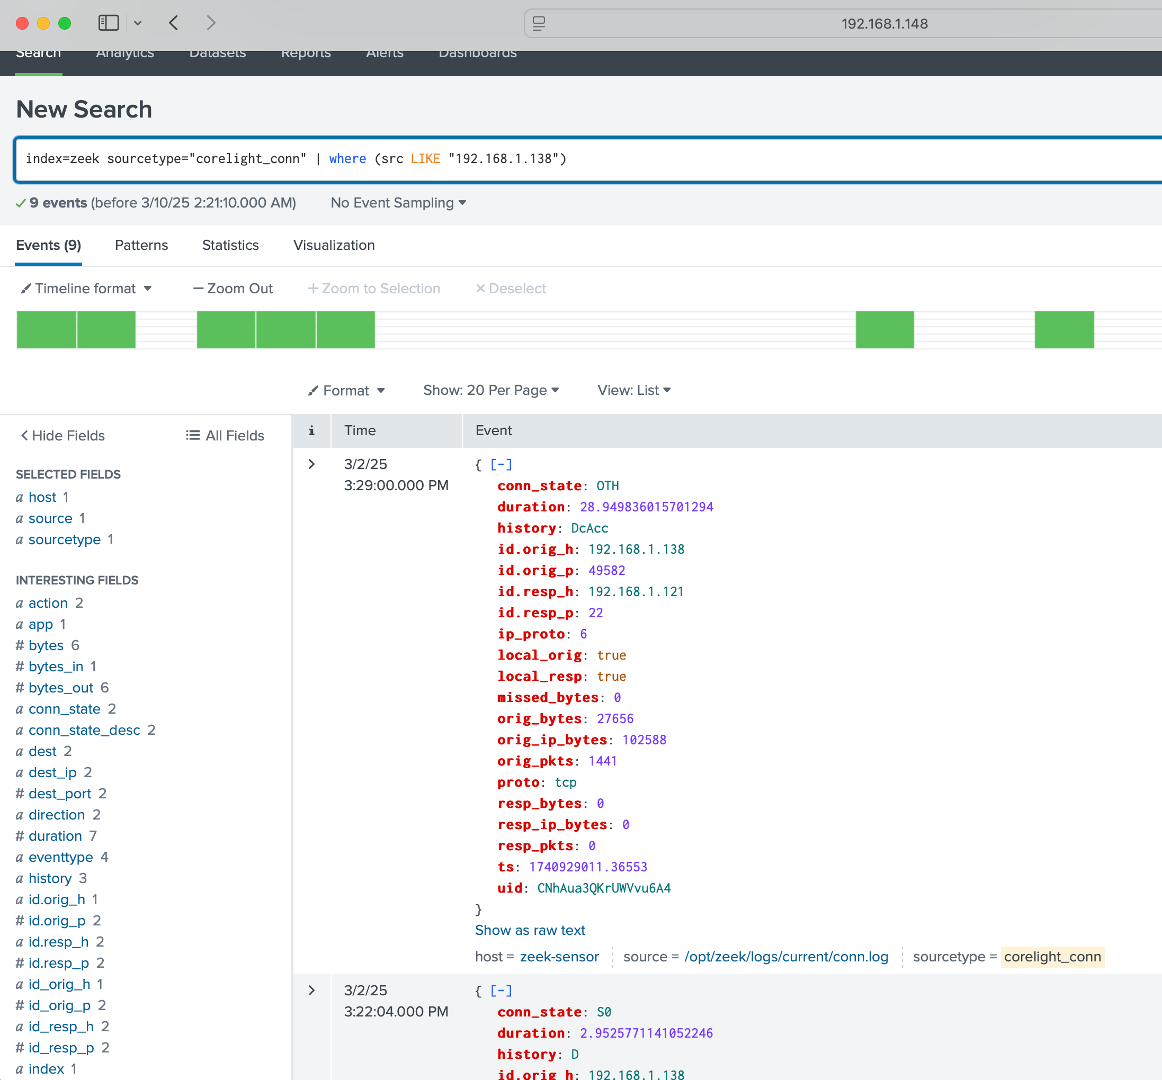 192.168.1.148
Search Analytics Datasets Reports Alerts Dashboards
New Search
index=zeek sourcetype="corelight_conn" | where (src LIKE "192.168.1.138")
✓ 9 events (before 3/10/25 2:21:10.000 AM) No Event Sampling
Events (9) Patterns Statistics Visualization
Timeline format — Zoom Out + Zoom to Selection × Deselect
Format Show: 20 Per Page View: List
< Hide Fields All Fields
SELECTED FIELDS
a host 1
a source 1
a sourcetype 1
INTERESTING FIELDS
a action 2
a app 1
# bytes 6
# bytes_in 1
# bytes_out 6
a conn_state 2
a conn_state_desc 2
a dest 2
a dest_ip 2
# dest_port 2
a direction 2
# duration 7
a eventtype 4
a history 3
a id.orig_h 1
# id.orig_p 2
a id.resp_h 2
# id.resp_p 2
a id_orig_h 1
# id_orig_p 2
a id_resp_h 2
# id_resp_p 2
a index 1
i Time Event
> 3/2/25 { [-]
3:29:00.000 PM
conn_state: OTH
duration: 28.949836015701294
history: DcAcc
id.orig_h: 192.168.1.138
id.orig_p: 49582
id.resp_h: 192.168.1.121
id.resp_p: 22
ip_proto: 6
local_orig: true
local_resp: true
missed_bytes: 0
orig_bytes: 27656
orig_ip_bytes: 102588
orig_pkts: 1441
proto: tcp
resp_bytes: 0
resp_ip_bytes: 0
resp_pkts: 0
ts: 1740929011.36553
uid: CNhAua3QKrUWVvu6A4
}
Show as raw text
host = zeek-sensor source = /opt/zeek/logs/current/conn.log sourcetype = corelight_conn
> 3/2/25 { [-]
3:22:04.000 PM
conn_state: S0
duration: 2.9525771141052246
history: D
id.orig_h: 192.168.1.138